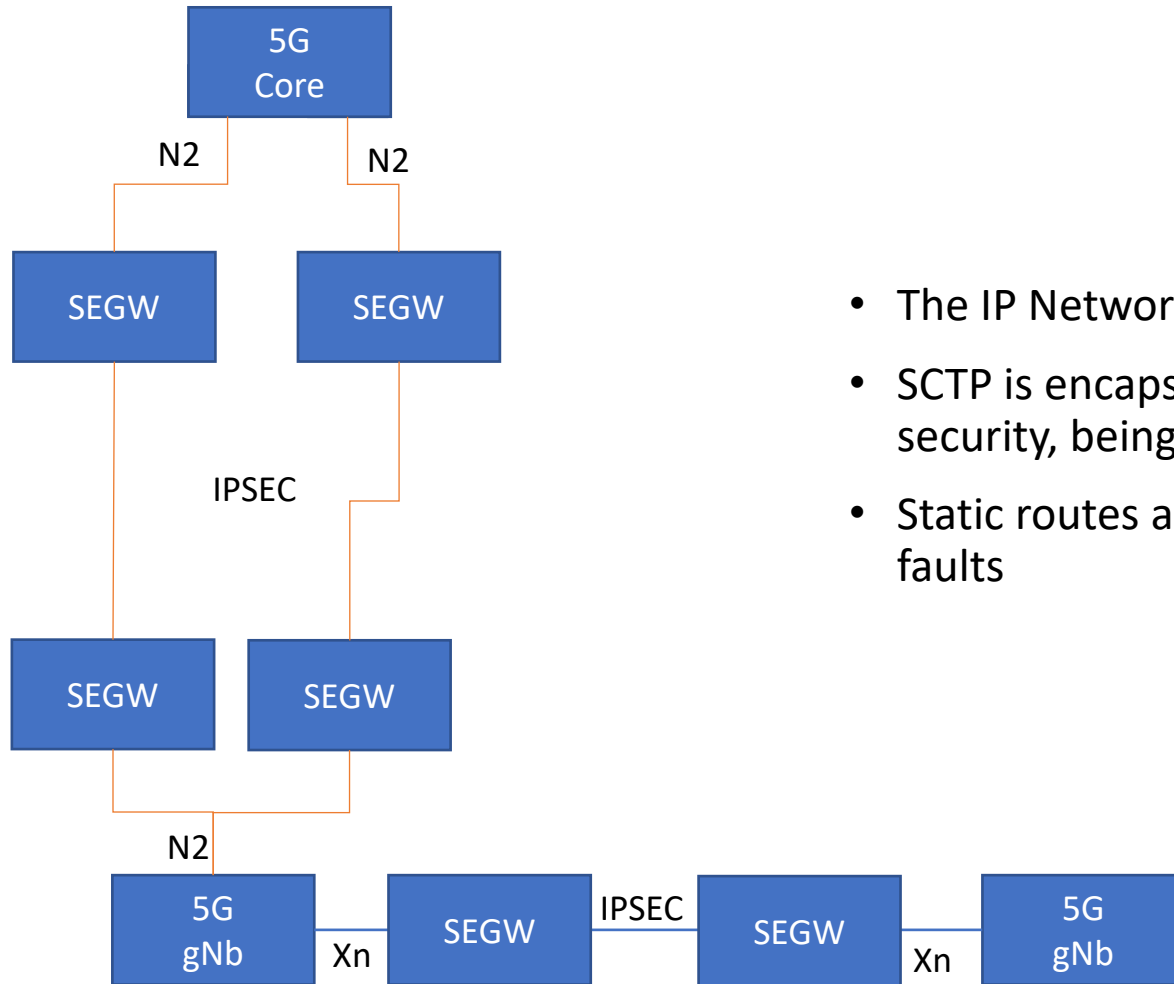 5G
Core
N2
N2
SEGW
SEGW
• The IP Networ
• SCTP is encaps
security, being
IPSEC
• Static routes a
faults
SEGW
SEGW
N2
5G
gNb
Xn
SEGW
IPSEC
SEGW
Xn
5G
gNb